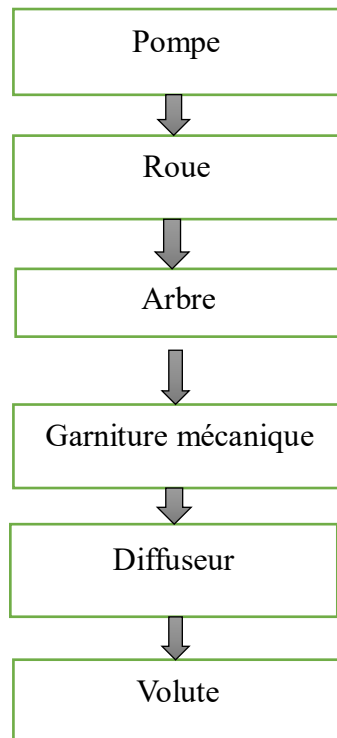 Pompe
Roue
Arbre
Garniture mécanique
Diffuseur
Volute